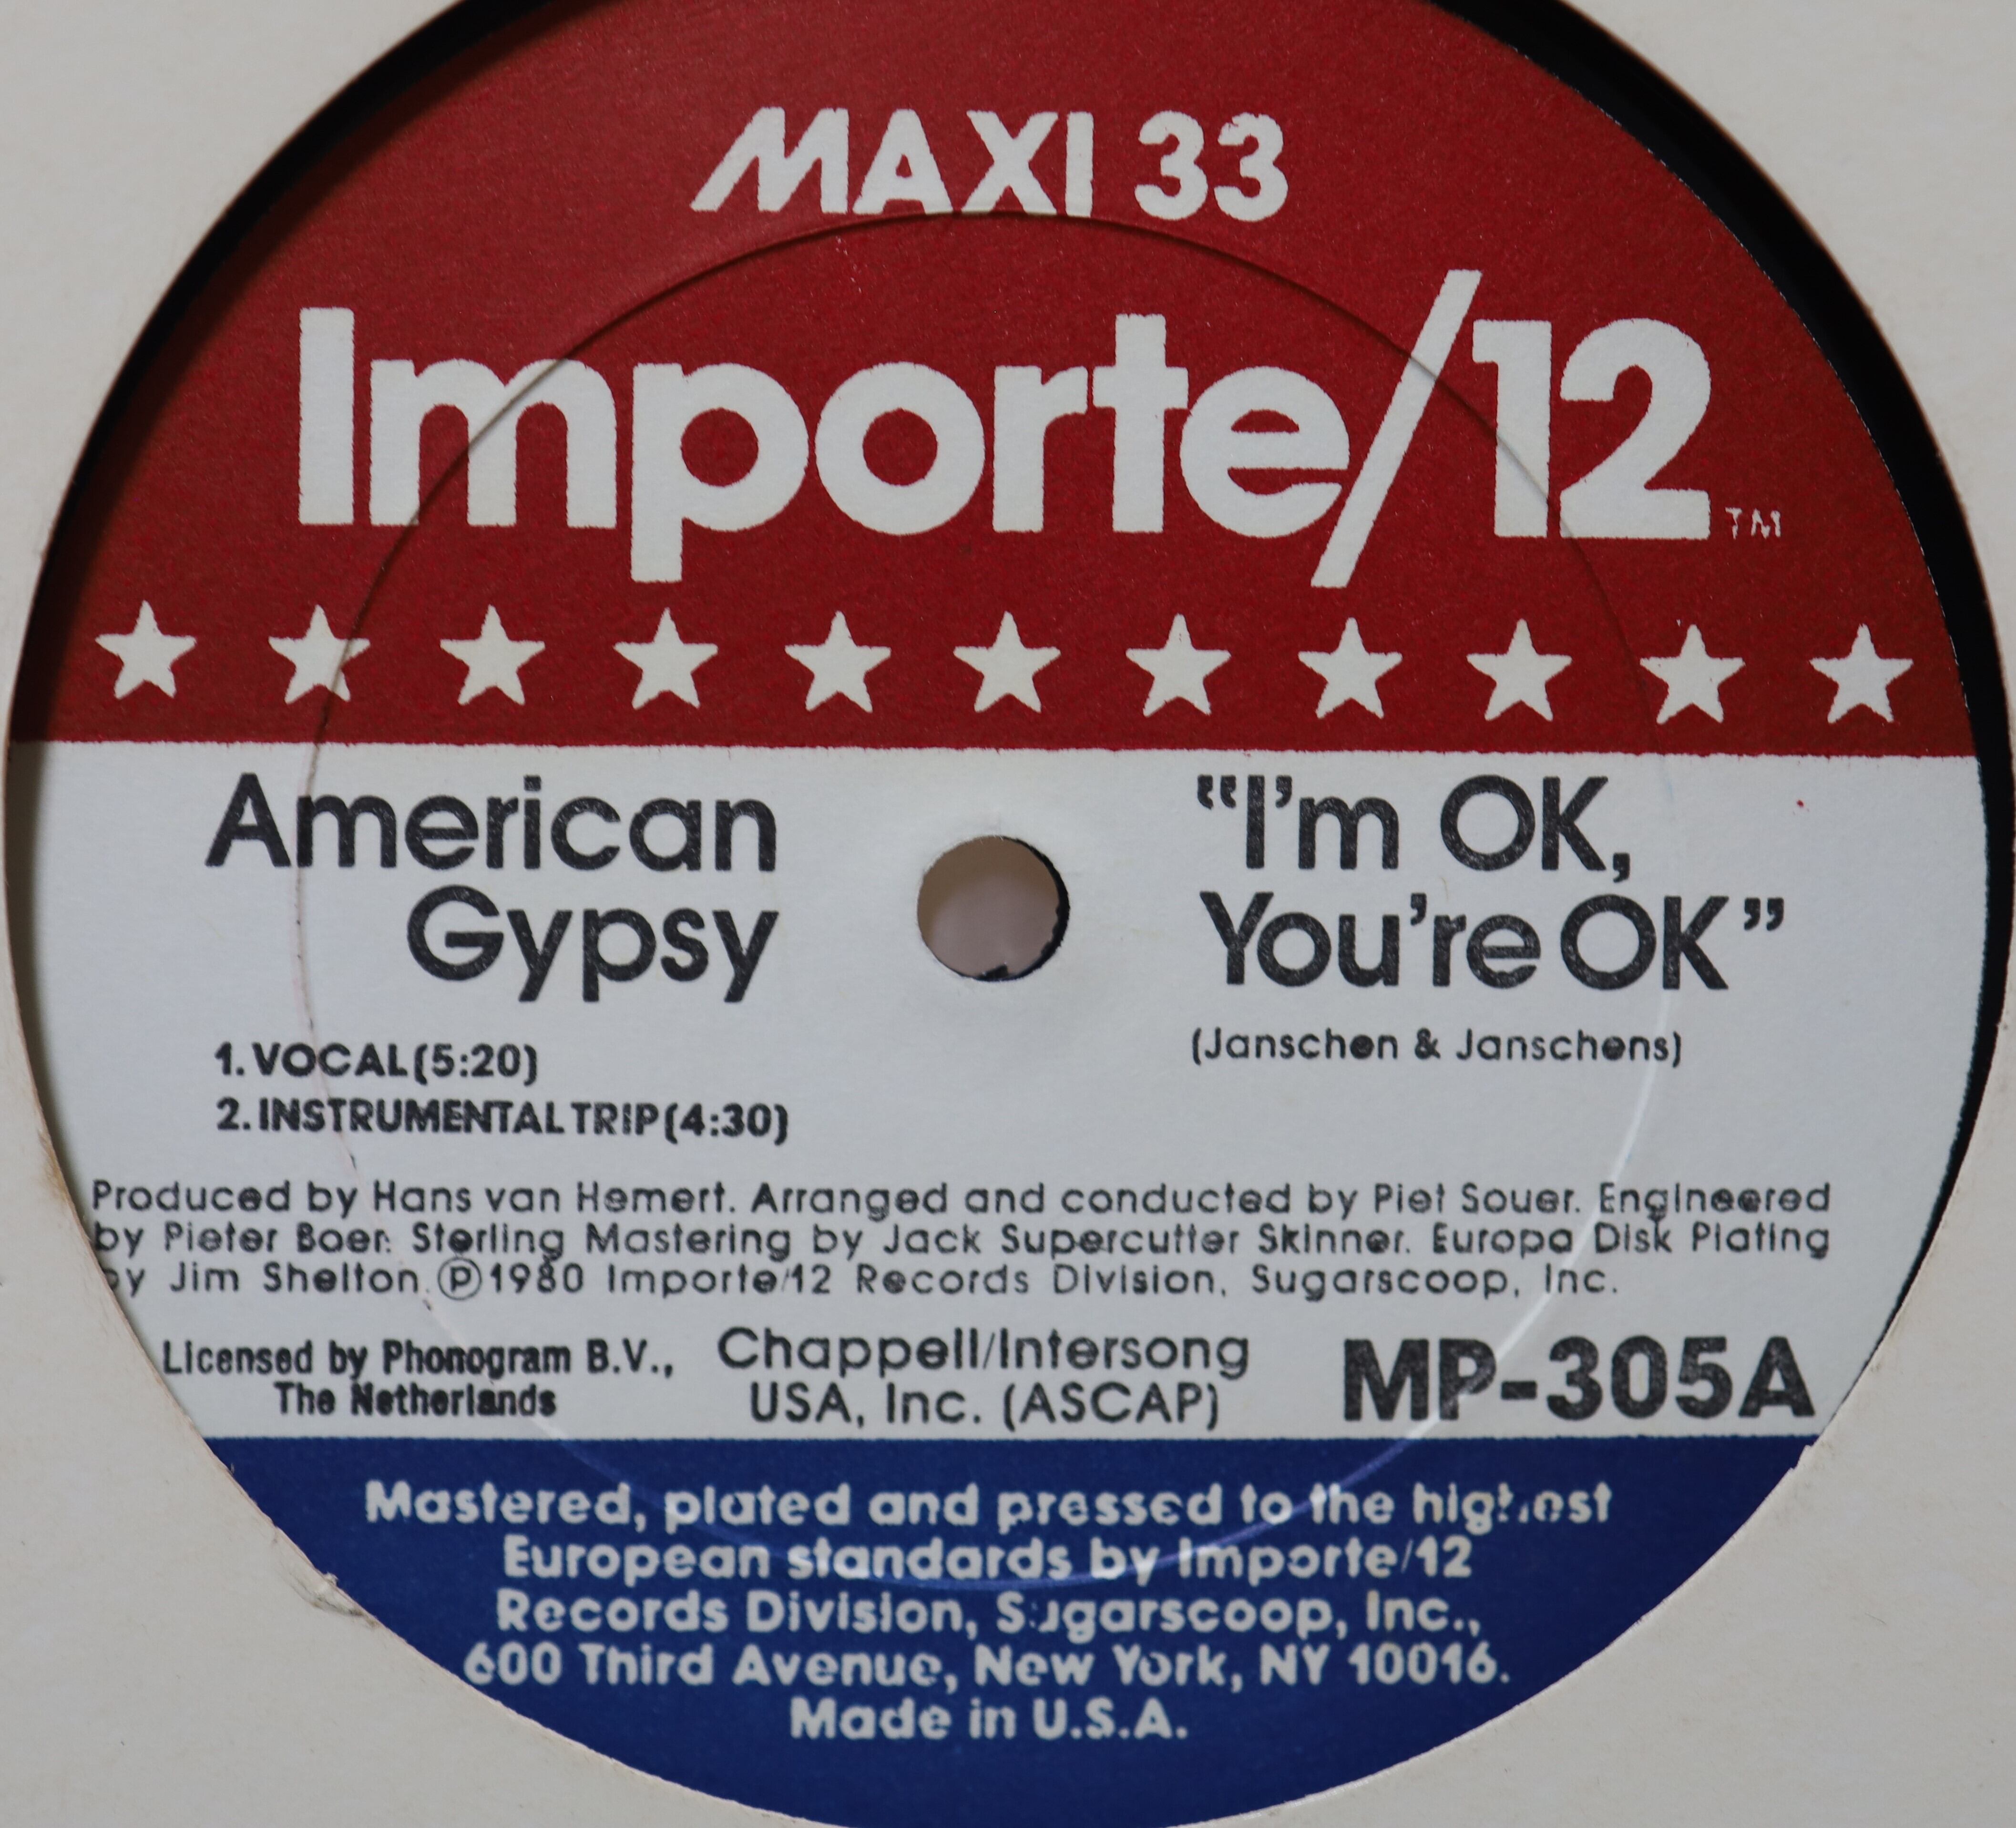 MAXI 33
Importe/12 TM
American Gypsy
"I'm OK, You're OK"
(Janschen & Janschens)
1. VOCAL (5:20)
2. INSTRUMENTAL TRIP (4:30)
Produced by Hans van Hemert. Arranged and conducted by Piet Souer. Engineered
by Pieter Boer. Sterling Mastering by Jack Supercutter Skinner. Europa Disk Plating
by Jim Shelton. Ⓟ1980 Importe/12 Records Division, Sugarscoop, Inc.
Licensed by Phonogram B.V.,
The Netherlands
Chappell/Intersong
USA, Inc. (ASCAP)
MP-305A
Mastered, plated and pressed to the highest
European standards by Importe/12
Records Division, Sugarscoop, Inc.,
600 Third Avenue, New York, NY 10016.
Made in U.S.A.